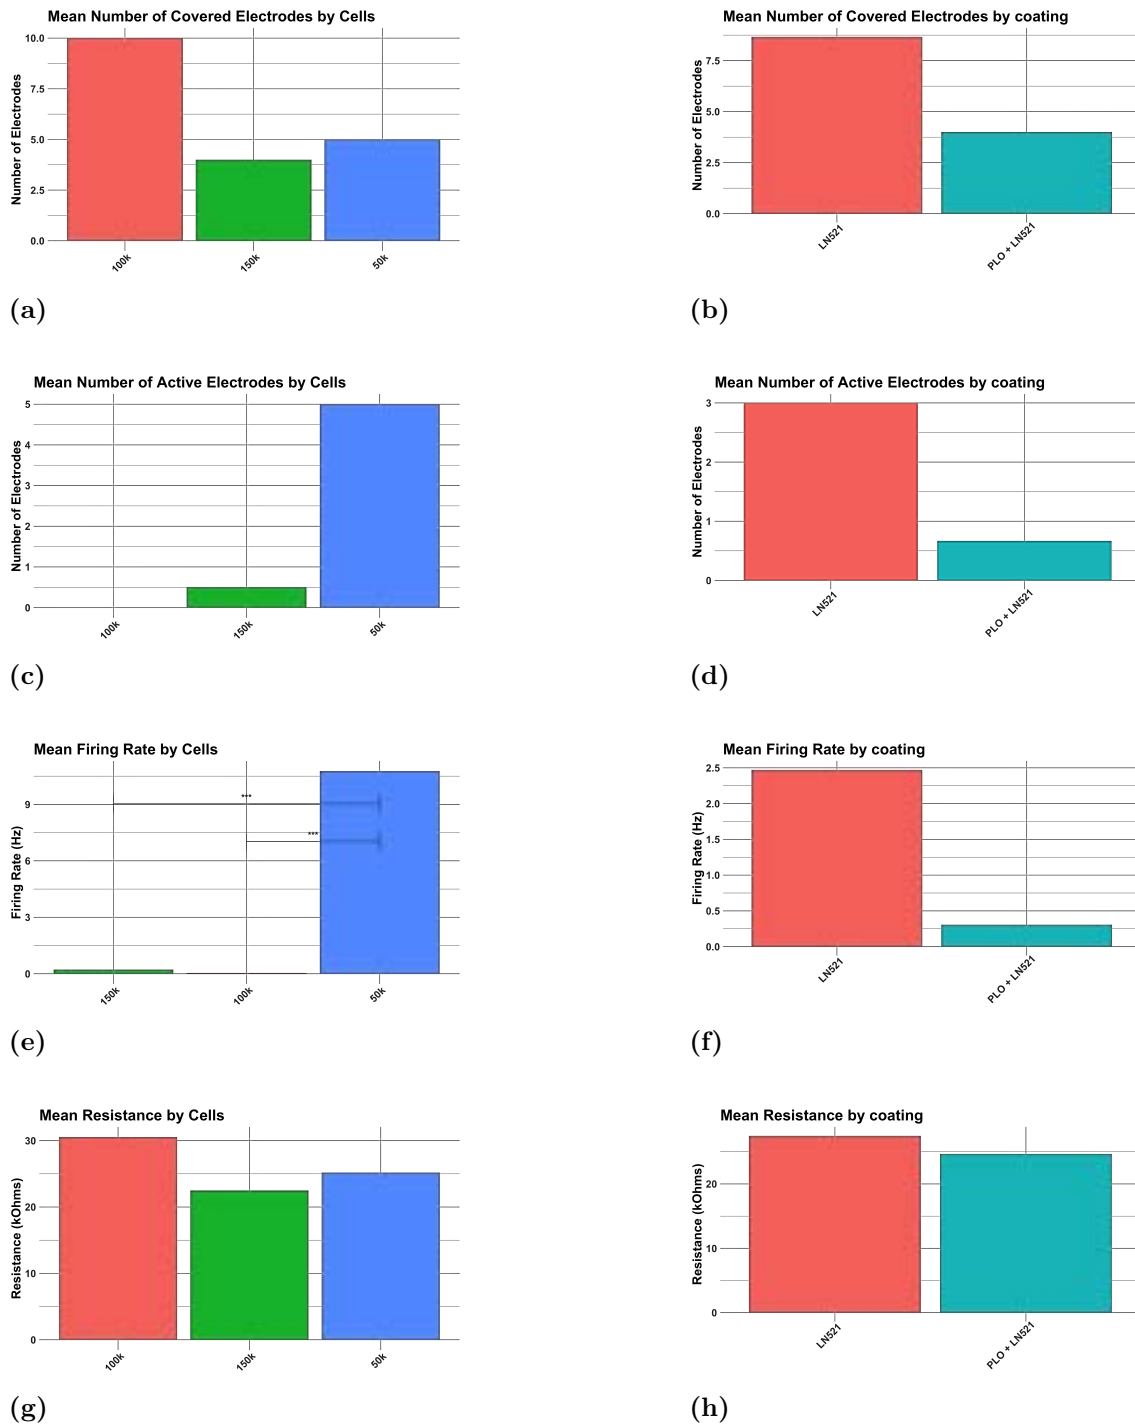 Mean Number of Covered Electrodes by Cells
Number of Electrodes
10.0
7.5
5.0
2.5
0.0
100k
150k
50k
(a)
Mean Number of Covered Electrodes by coating
Number of Electrodes
7.5
5.0
2.5
0.0
LN521
PLO + LN521
(b)
Mean Number of Active Electrodes by Cells
Number of Electrodes
5
4
3
2
1
0
100k
150k
50k
(c)
Mean Number of Active Electrodes by coating
Number of Electrodes
3
2
1
0
LN521
PLO + LN521
(d)
Mean Firing Rate by Cells
Firing Rate (Hz)
9
6
3
0
***
***
150k
100k
50k
(e)
Mean Firing Rate by coating
Firing Rate (Hz)
2.5
2.0
1.5
1.0
0.5
0.0
LN521
PLO + LN521
(f)
Mean Resistance by Cells
Resistance (kOhms)
30
20
10
0
100k
150k
50k
(g)
Mean Resistance by coating
Resistance (kOhms)
20
10
0
LN521
PLO + LN521
(h)